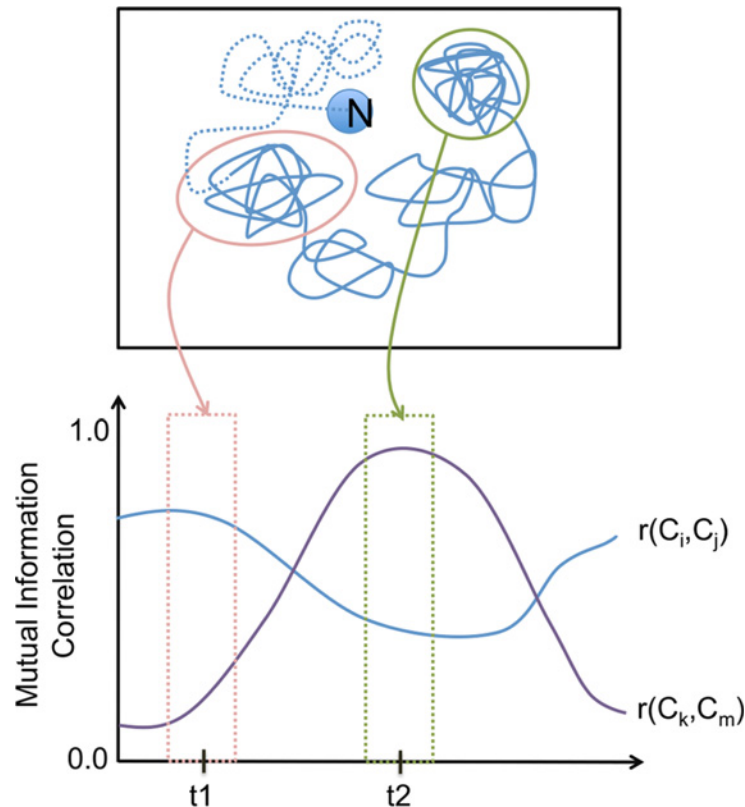 N
1.0
Mutual Information
Correlation
r(Cᵢ,Cⱼ)
r(Cₖ,Cₘ)
0.0
t1 t2